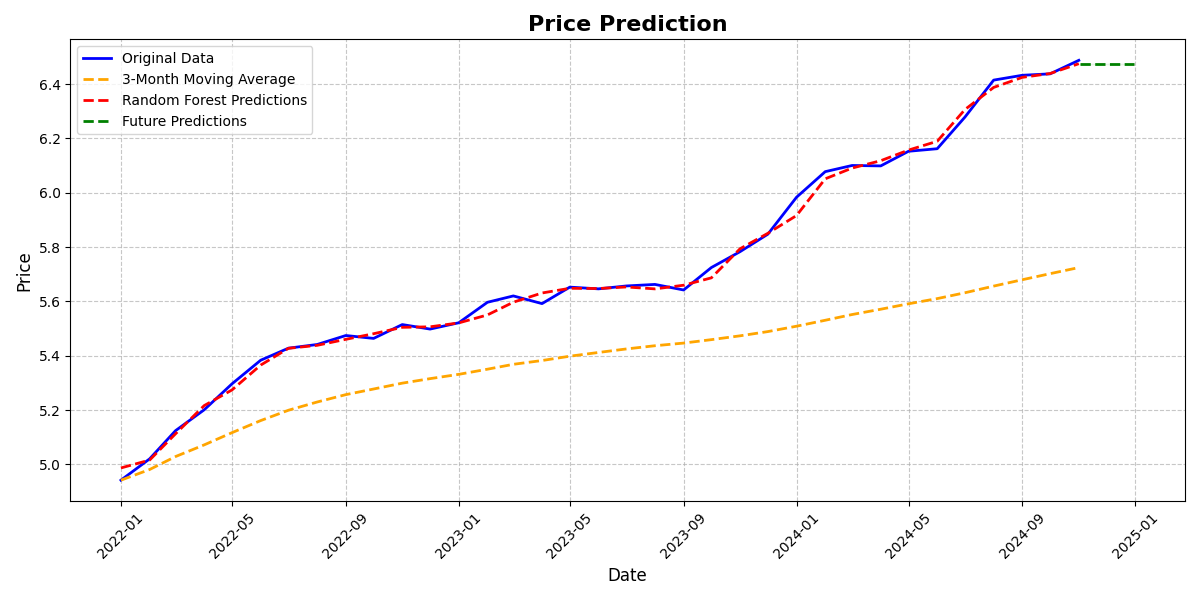 Price Prediction
Original Data
3-Month Moving Average
Random Forest Predictions
Future Predictions
Price
6.4
6.2
6.0
5.8
5.6
5.4
5.2
5.0
2022-01
2022-05
2022-09
2023-01
2023-05
2023-09
2024-01
2024-05
2024-09
2025-01
Date